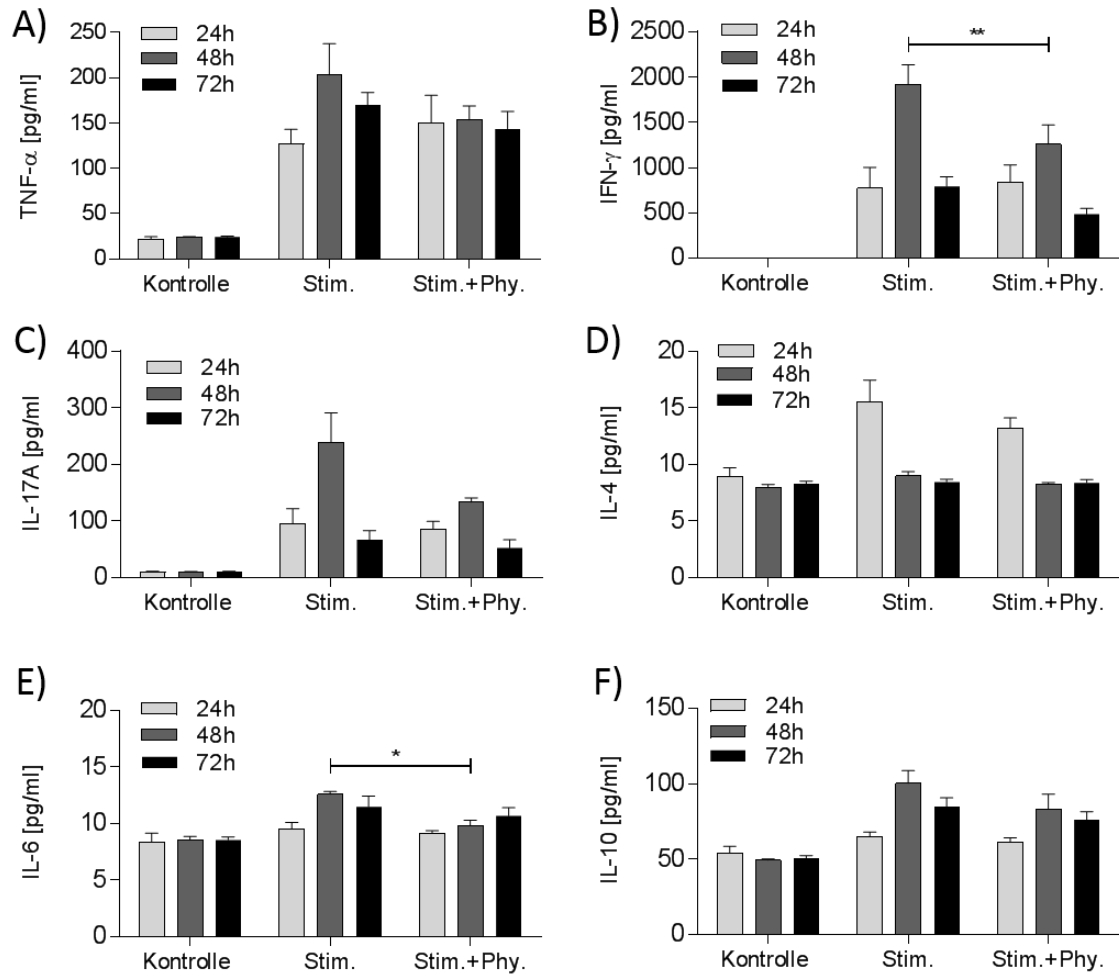 A)
TNF-α [pg/ml]
250
200
150
100
50
0
24h
48h
72h
Kontrolle Stim. Stim.+Phy.
B)
IFN-γ [pg/ml
2500
2000
1500
1000
500
0
24h
48h
72h
**
Kontrolle Stim. Stim.+Phy.
C)
IL-17A [pg/ml
400
300
200
100
0
24h
48h
72h
Kontrolle Stim. Stim.+Phy.
D)
IL-4 [pg/ml]
20
15
10
5
0
24h
48h
72h
Kontrolle Stim. Stim.+Phy.
E)
IL-6 [pg/ml]
20
15
10
5
0
24h
48h
72h
*
Kontrolle Stim. Stim.+Phy.
F)
IL-10 [pg/ml]
150
100
50
0
24h
48h
72h
Kontrolle Stim. Stim.+Phy.